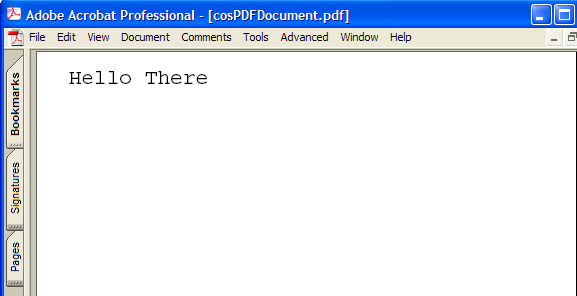 Adobe Acrobat Professional - [cosPDFDocument.pdf]
File Edit View Document Comments Tools Advanced Window Help
Hello There
Bookmarks
Signatures
Pages